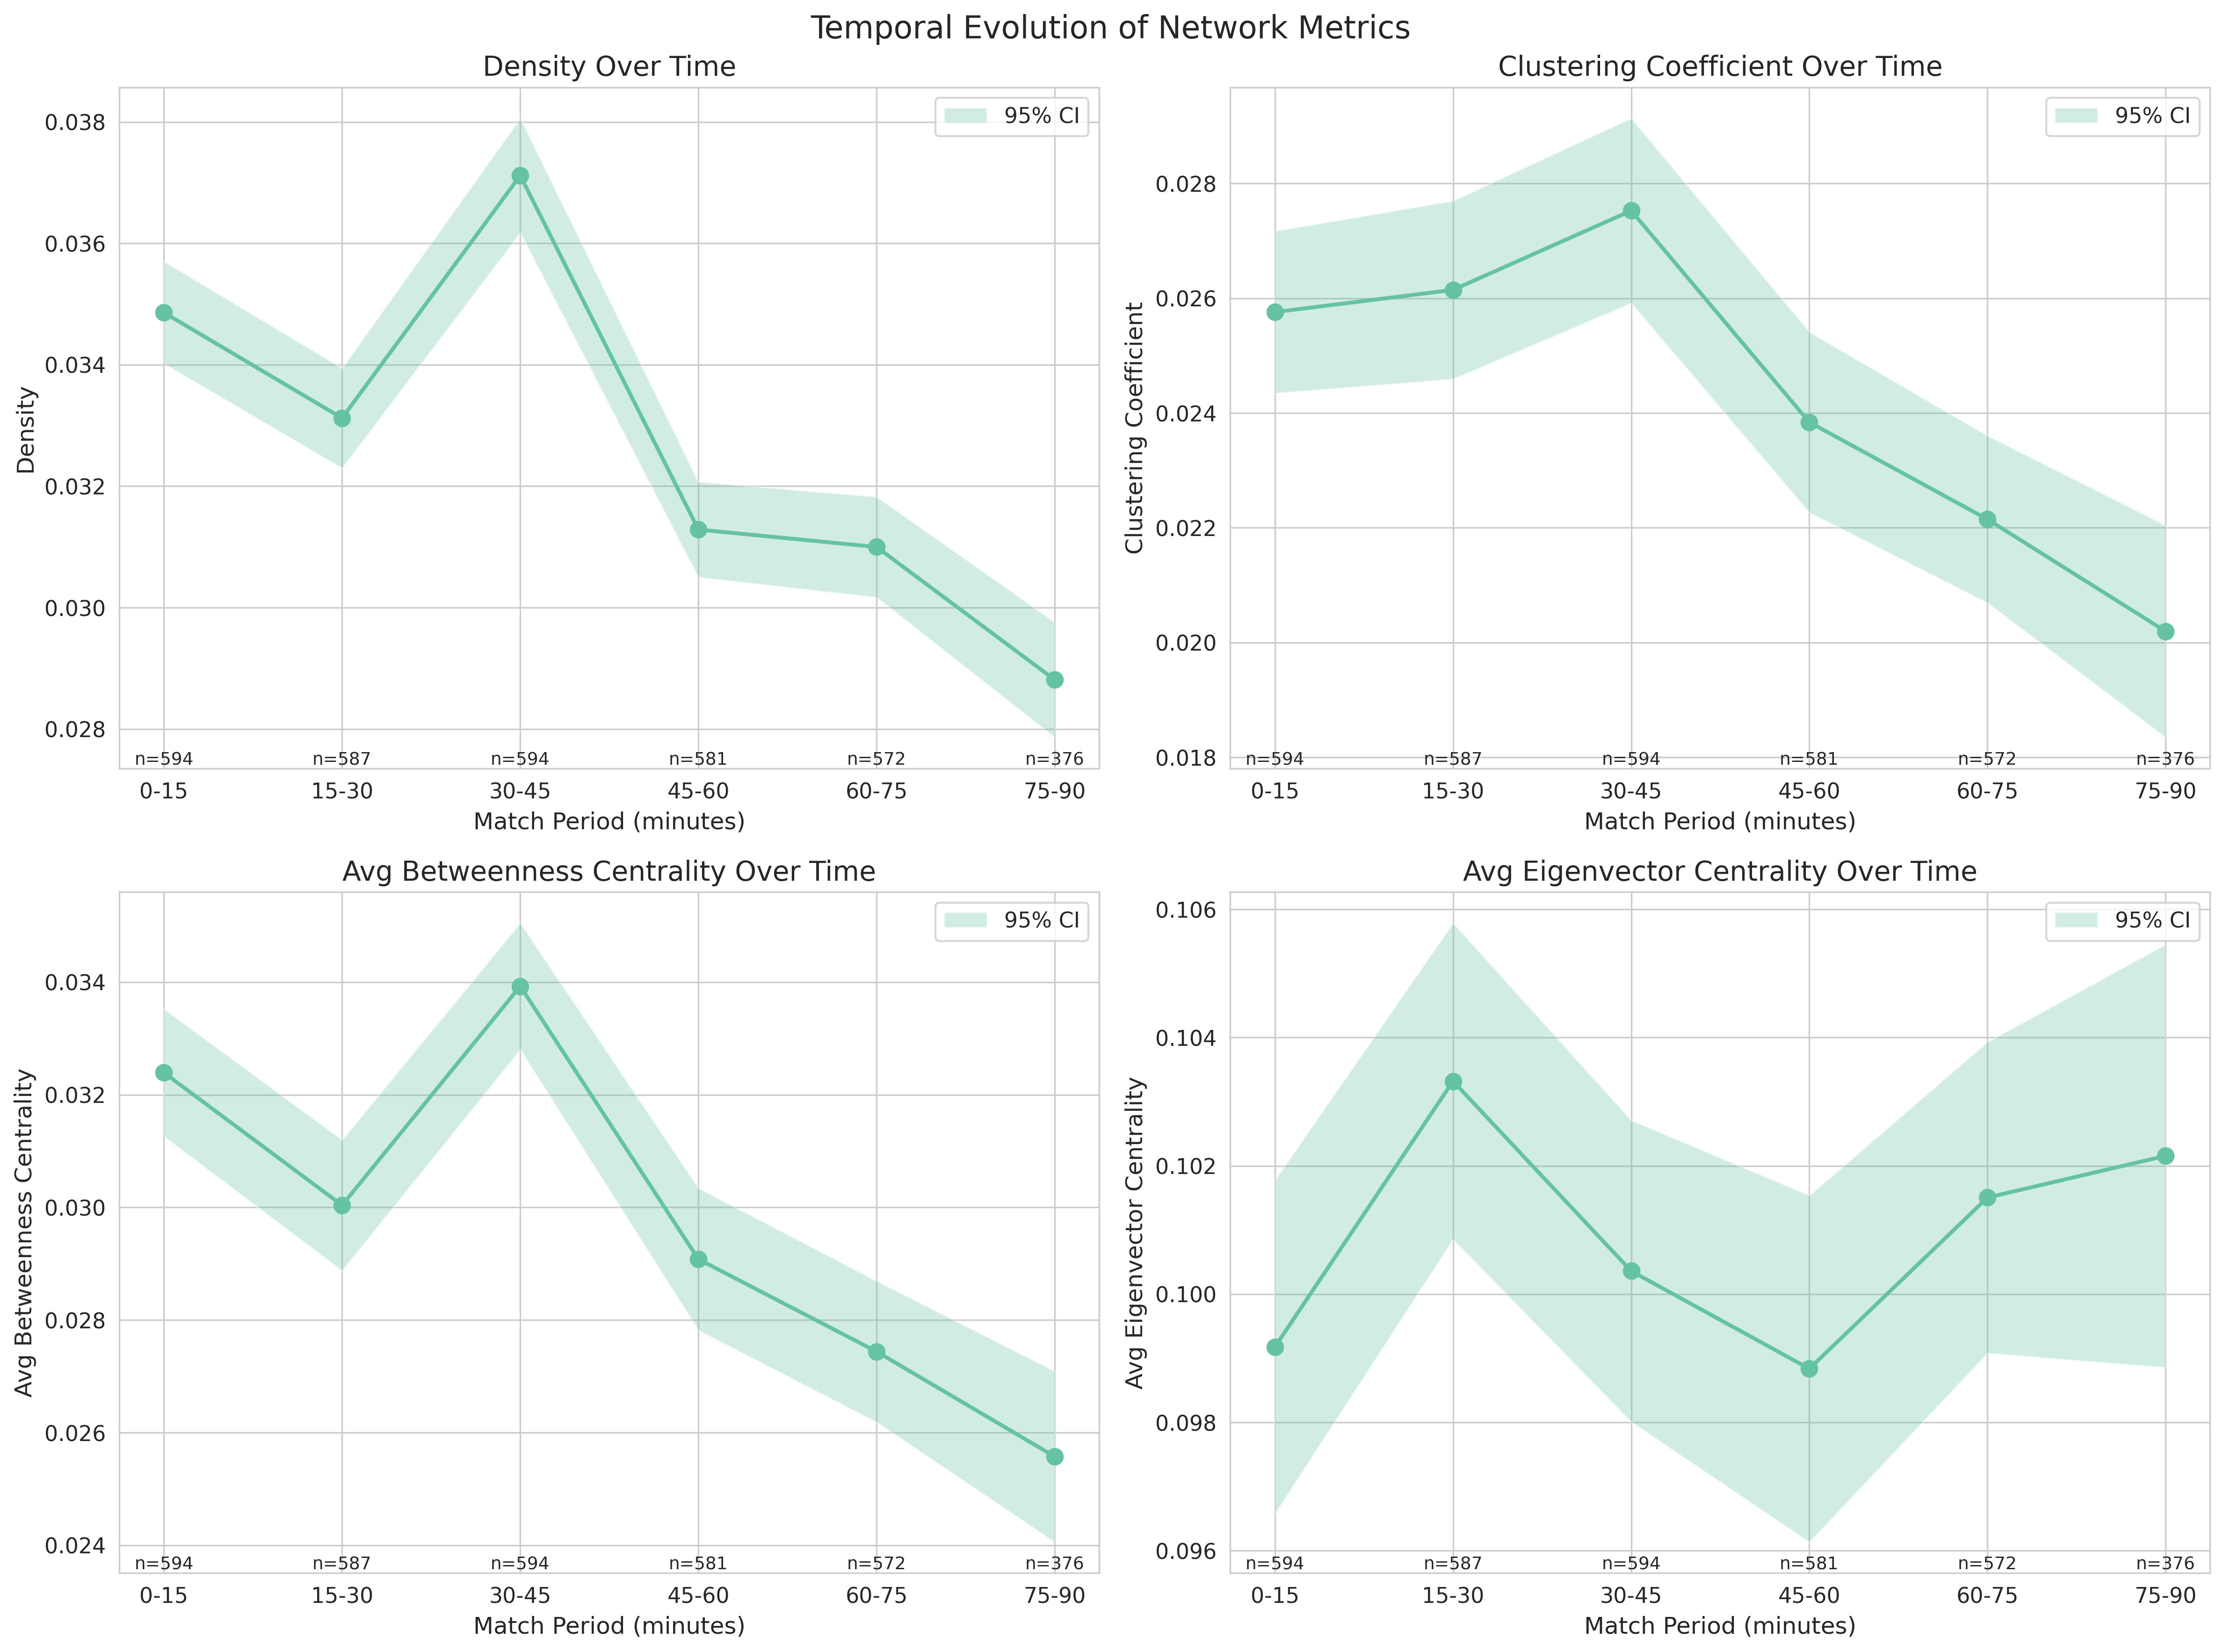 Temporal Evolution of Network Metrics
Density Over Time
95% CI
Density
0.038
0.036
0.034
0.032
0.030
0.028
n=594 n=587 n=594 n=581 n=572 n=376
0-15 15-30 30-45 45-60 60-75 75-90
Match Period (minutes)
Clustering Coefficient Over Time
95% CI
Clustering Coefficient
0.028
0.026
0.024
0.022
0.020
0.018
n=594 n=587 n=594 n=581 n=572 n=376
0-15 15-30 30-45 45-60 60-75 75-90
Match Period (minutes)
Avg Betweenness Centrality Over Time
95% CI
Avg Betweenness Centrality
0.034
0.032
0.030
0.028
0.026
0.024
n=594 n=587 n=594 n=581 n=572 n=376
0-15 15-30 30-45 45-60 60-75 75-90
Match Period (minutes)
Avg Eigenvector Centrality Over Time
95% CI
Avg Eigenvector Centrality
0.106
0.104
0.102
0.100
0.098
0.096
n=594 n=587 n=594 n=581 n=572 n=376
0-15 15-30 30-45 45-60 60-75 75-90
Match Period (minutes)